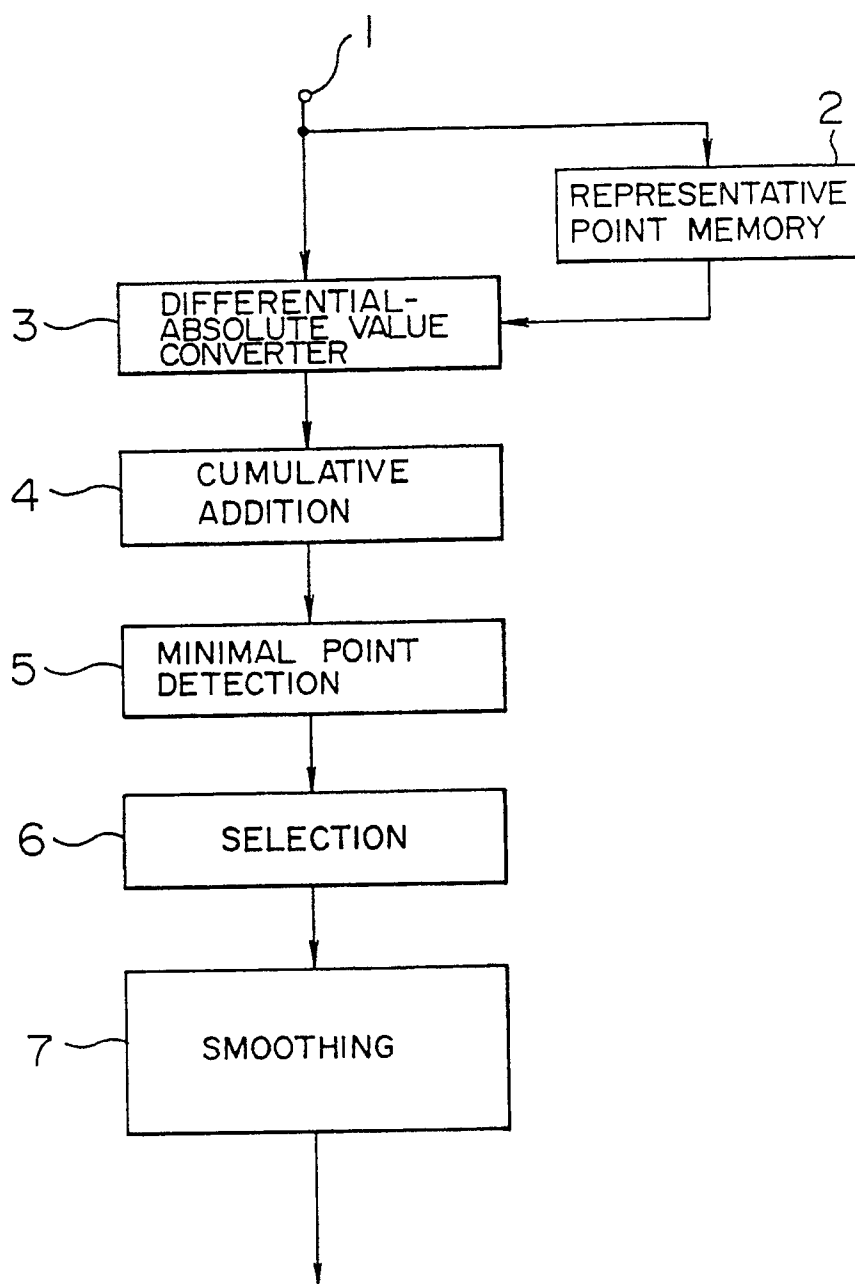 1
2
REPRESENTATIVE
POINT MEMORY
3
DIFFERENTIAL-
ABSOLUTE VALUE
CONVERTER
4
CUMULATIVE
ADDITION
5
MINIMAL POINT
DETECTION
6
SELECTION
7
SMOOTHING